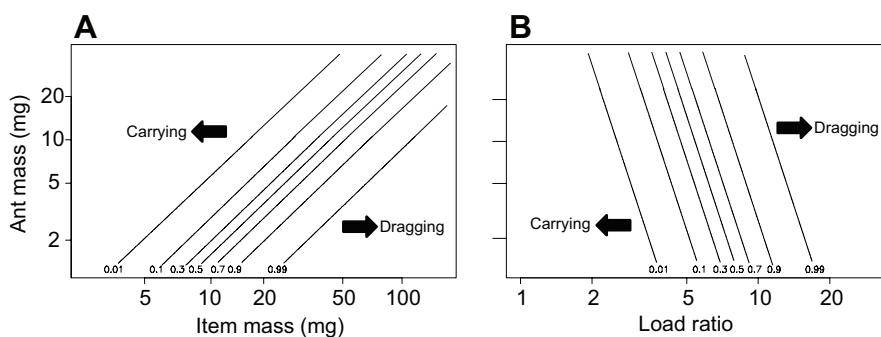 A
Ant mass (mg)
20
10
5
2
Carrying
Dragging
0.01 0.1 0.3 0.5 0.7 0.9 0.99
5 10 20 50 100
Item mass (mg)
B
Dragging
Carrying
0.01 0.1 0.3 0.5 0.7 0.9 0.99
1 2 5 10 20
Load ratio